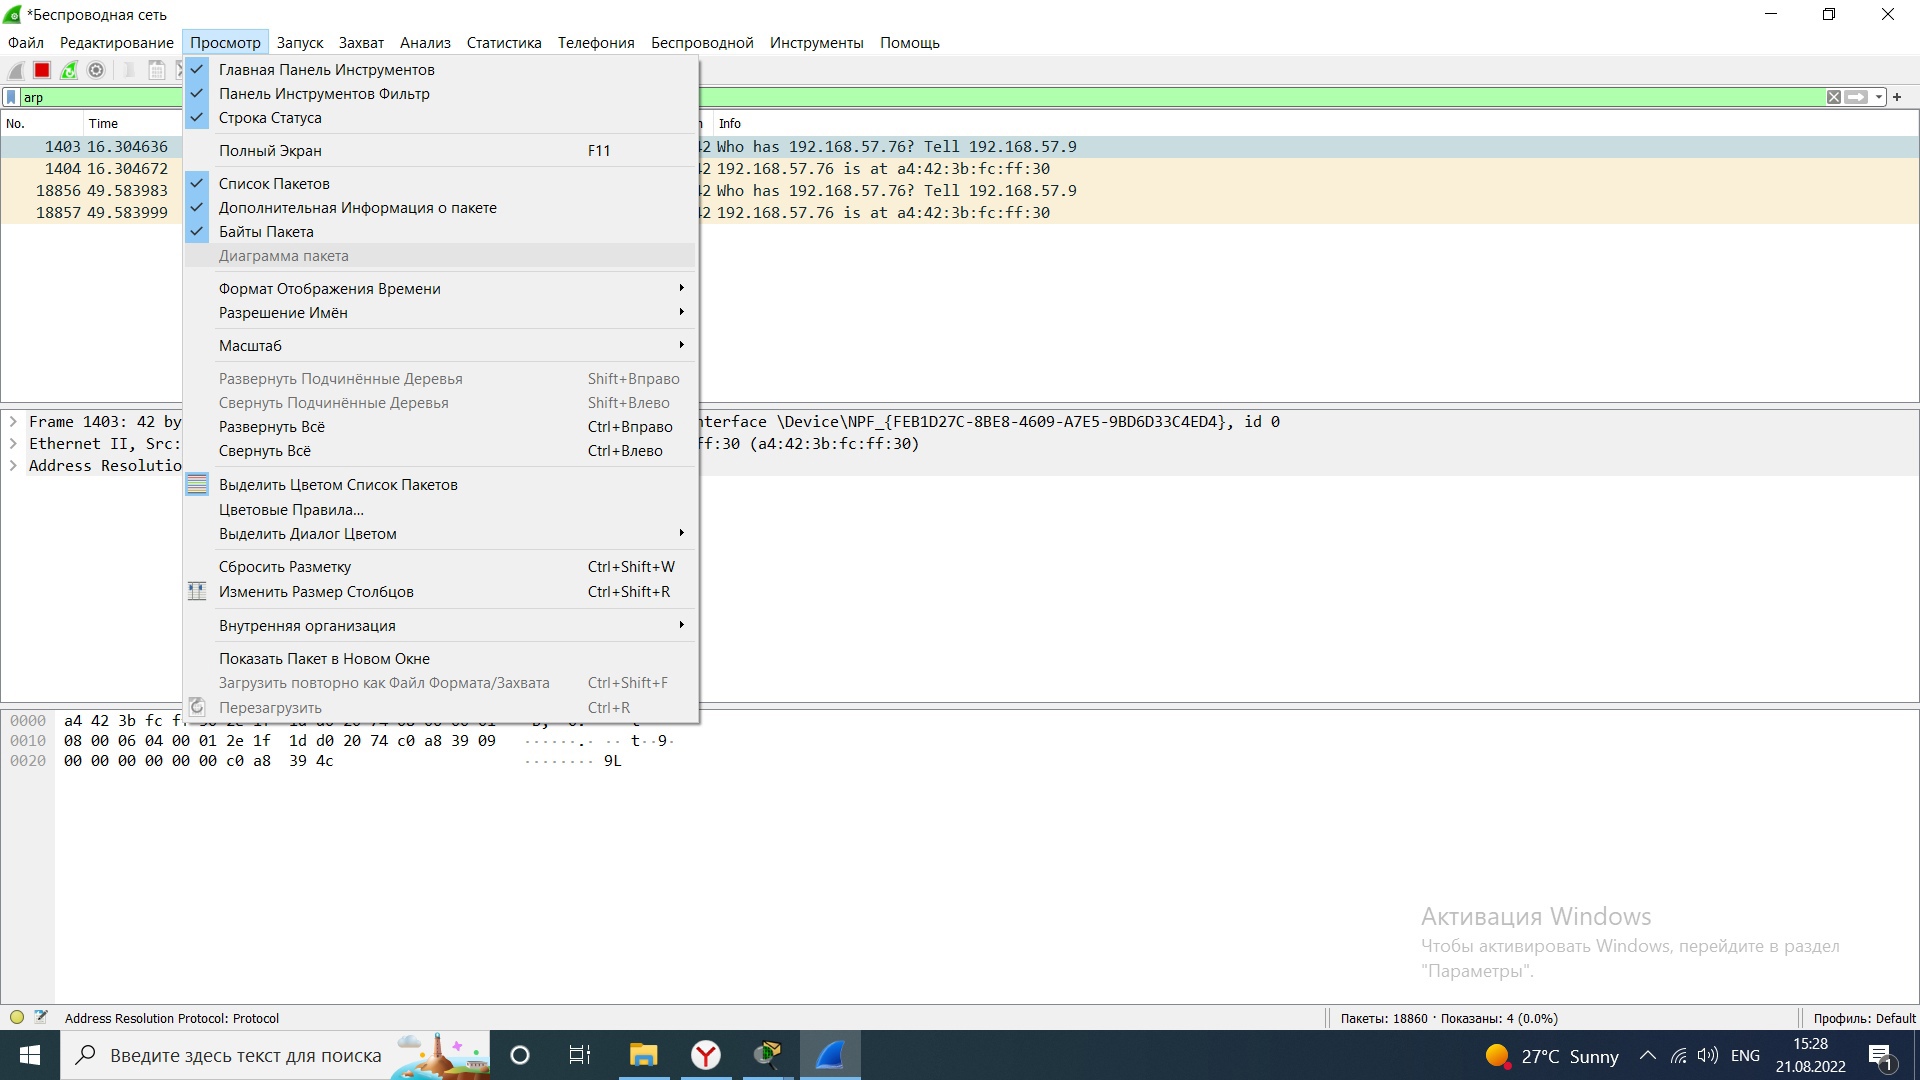 *Беспроводная сеть
Файл Редактирование Просмотр Запуск Захват Анализ Статистика Телефония Беспроводной Инструменты Помощь
arp
No. Time Info
1403 16.304636 42 Who has 192.168.57.76? Tell 192.168.57.9
1404 16.304672 42 192.168.57.76 is at a4:42:3b:fc:ff:30
18856 49.583983 42 Who has 192.168.57.76? Tell 192.168.57.9
18857 49.583999 42 192.168.57.76 is at a4:42:3b:fc:ff:30
Главная Панель Инструментов
Панель Инструментов Фильтр
Строка Статуса
Полный Экран F11
Список Пакетов
Дополнительная Информация о пакете
Байты Пакета
Диаграмма пакета
Формат Отображения Времени
Разрешение Имён
Масштаб
Развернуть Подчинённые Деревья Shift+Вправо
Свернуть Подчинённые Деревья Shift+Влево
Развернуть Всё Ctrl+Вправо
Свернуть Всё Ctrl+Влево
Выделить Цветом Список Пакетов
Цветовые Правила...
Выделить Диалог Цветом
Сбросить Разметку Ctrl+Shift+W
Изменить Размер Столбцов Ctrl+Shift+R
Внутренняя организация
Показать Пакет в Новом Окне
Загрузить повторно как Файл Формата/Захвата Ctrl+Shift+F
Перезагрузить Ctrl+R
Frame 1403: 42 by nterface \Device\NPF_{FEB1D27C-8BE8-4609-A7E5-9BD6D33C4ED4}, id 0
Ethernet II, Src: ff:30 (a4:42:3b:fc:ff:30)
Address Resolutio
0000 a4 42 3b fc
0010 08 00 06 04 00 01 2e 1f 1d d0 20 74 c0 a8 39 09 ······.· ·· t··9·
0020 00 00 00 00 00 00 c0 a8 39 4c ········ 9L
Активация Windows
Чтобы активировать Windows, перейдите в раздел
"Параметры".
Address Resolution Protocol: Protocol Пакеты: 18860 · Показаны: 4 (0.0%) Профиль: Default
Введите здесь текст для поиска 27°C Sunny ENG 15:28
21.08.2022 1